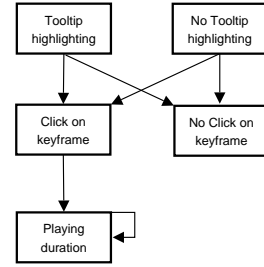 Tooltip
highlighting
No Tooltip
highlighting
Click on
keyframe
No Click on
keyframe
Playing
duration